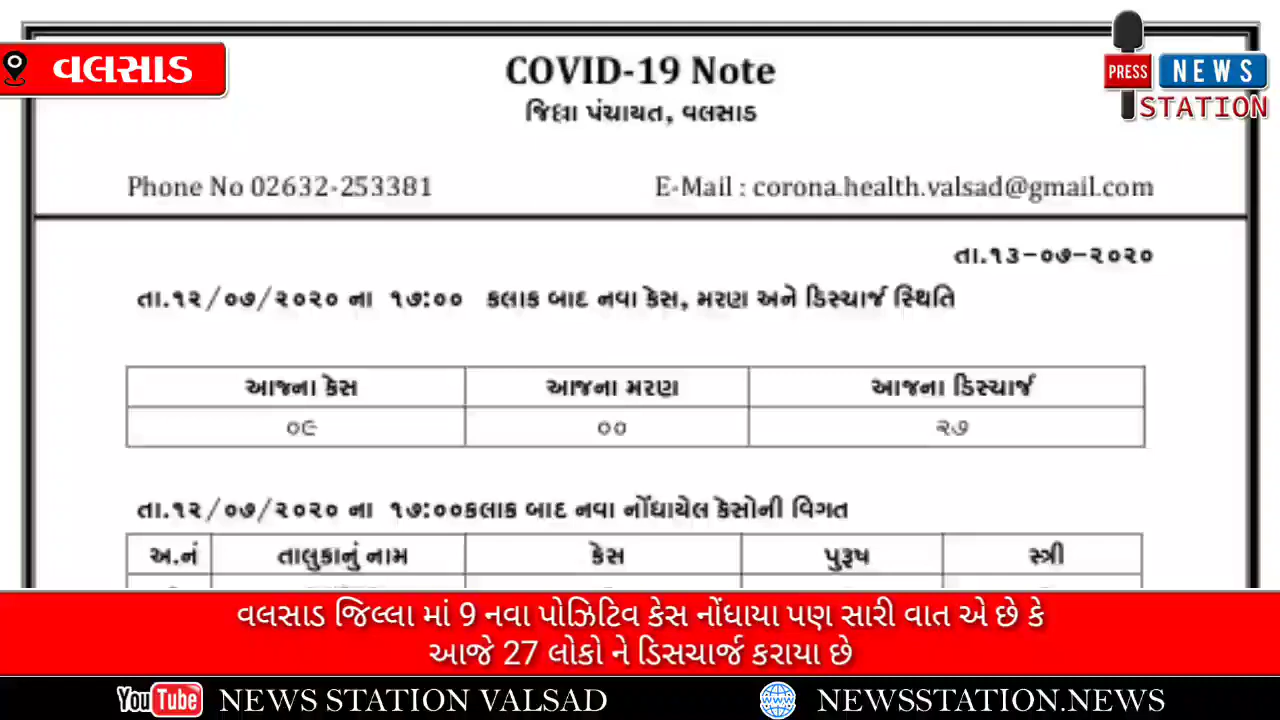 વલસાડ
PRESS NEWS
STATION
COVID-19 Note
જિલ્લા પંચાયત, વલસાડ
Phone No 02632-253381 E-Mail : corona.health.valsad@gmail.com
તા.૧૩-૦૭-૨૦૨૦
તા.૧૨/૦૭/૨૦૨૦ ના ૧૭:૦૦ કલાક બાદ નવા કેસ, મરણ અને ડિસ્ચાર્જ સ્થિતિ
આજના કેસ આજના મરણ આજના ડિસ્ચાર્જ
૦૯ ૦૦ ૨૭
તા.૧૨/૦૭/૨૦૨૦ ના ૧૭:૦૦કલાક બાદ નવા નોંધાયેલ કેસોની વિગત
અ.નં તાલુકાનું નામ કેસ પુરૂષ સ્ત્રી
વલસાડ જિલ્લા માં 9 નવા પોઝિટિવ કેસ નોંધાયા પણ સારી વાત એ છે કે
આજે 27 લોકો ને ડિસચાર્જ કરાયા છે
YouTube NEWS STATION VALSAD NEWSSTATION.NEWS